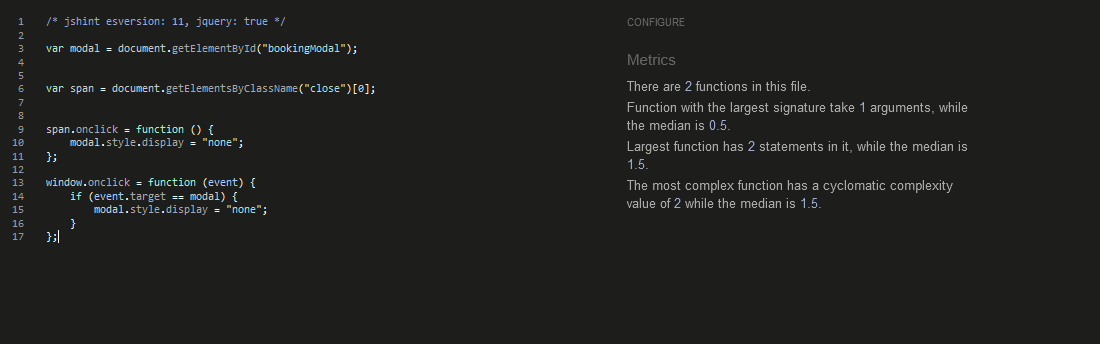 1 /* jshint esversion: 11, jquery: true */
2
3 var modal = document.getElementById("bookingModal");
4
5
6 var span = document.getElementsByClassName("close")[0];
7
8
9 span.onclick = function () {
10 modal.style.display = "none";
11 };
12
13 window.onclick = function (event) {
14 if (event.target == modal) {
15 modal.style.display = "none";
16 }
17 };
CONFIGURE
Metrics
There are 2 functions in this file.
Function with the largest signature take 1 arguments, while
the median is 0.5.
Largest function has 2 statements in it, while the median is
1.5.
The most complex function has a cyclomatic complexity
value of 2 while the median is 1.5.